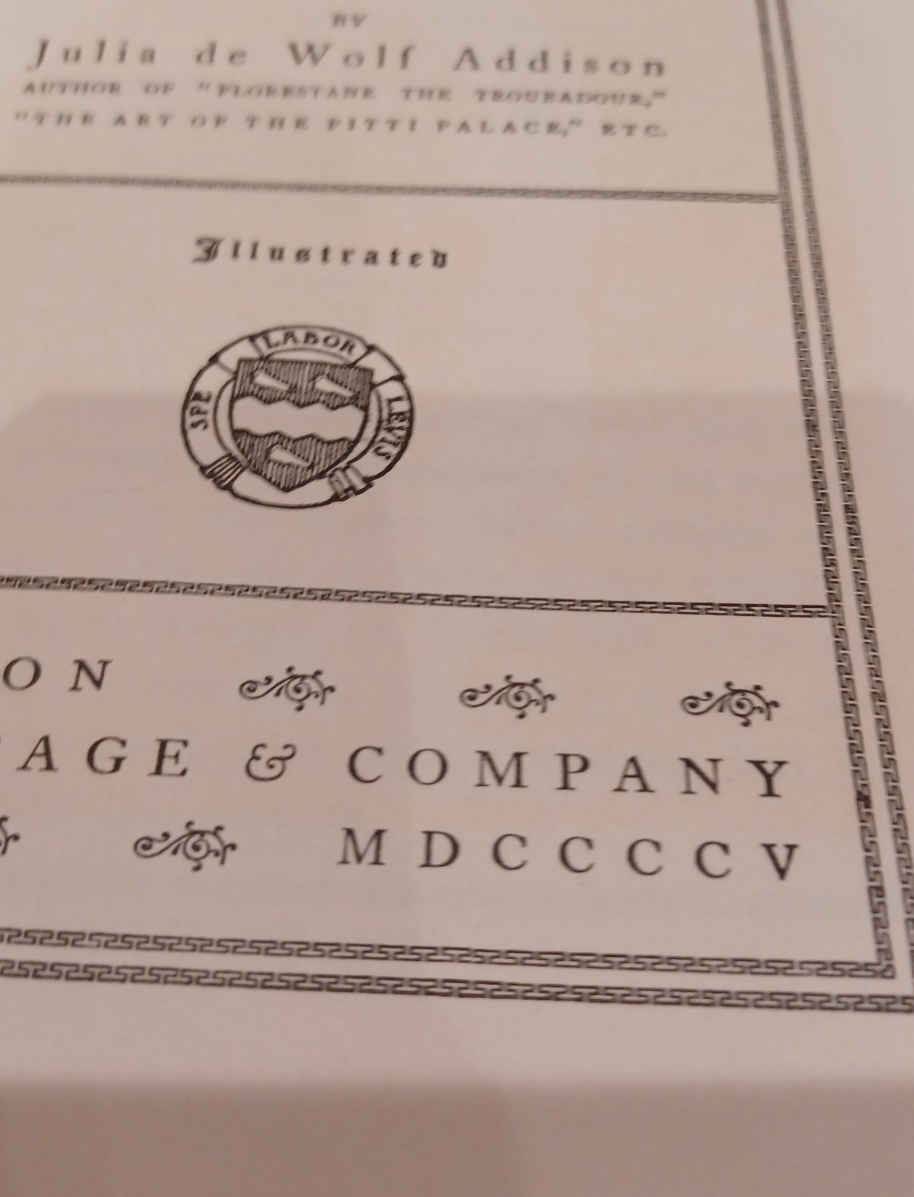 BY
Julia de Wolf Addison
AUTHOR OF "FLORESTANE THE TROUBADOUR,"
"THE ART OF THE PITTI PALACE," ETC.
Illustrated
SPE LABOR LEVIS
ON
AGE & COMPANY
MDCCCCV